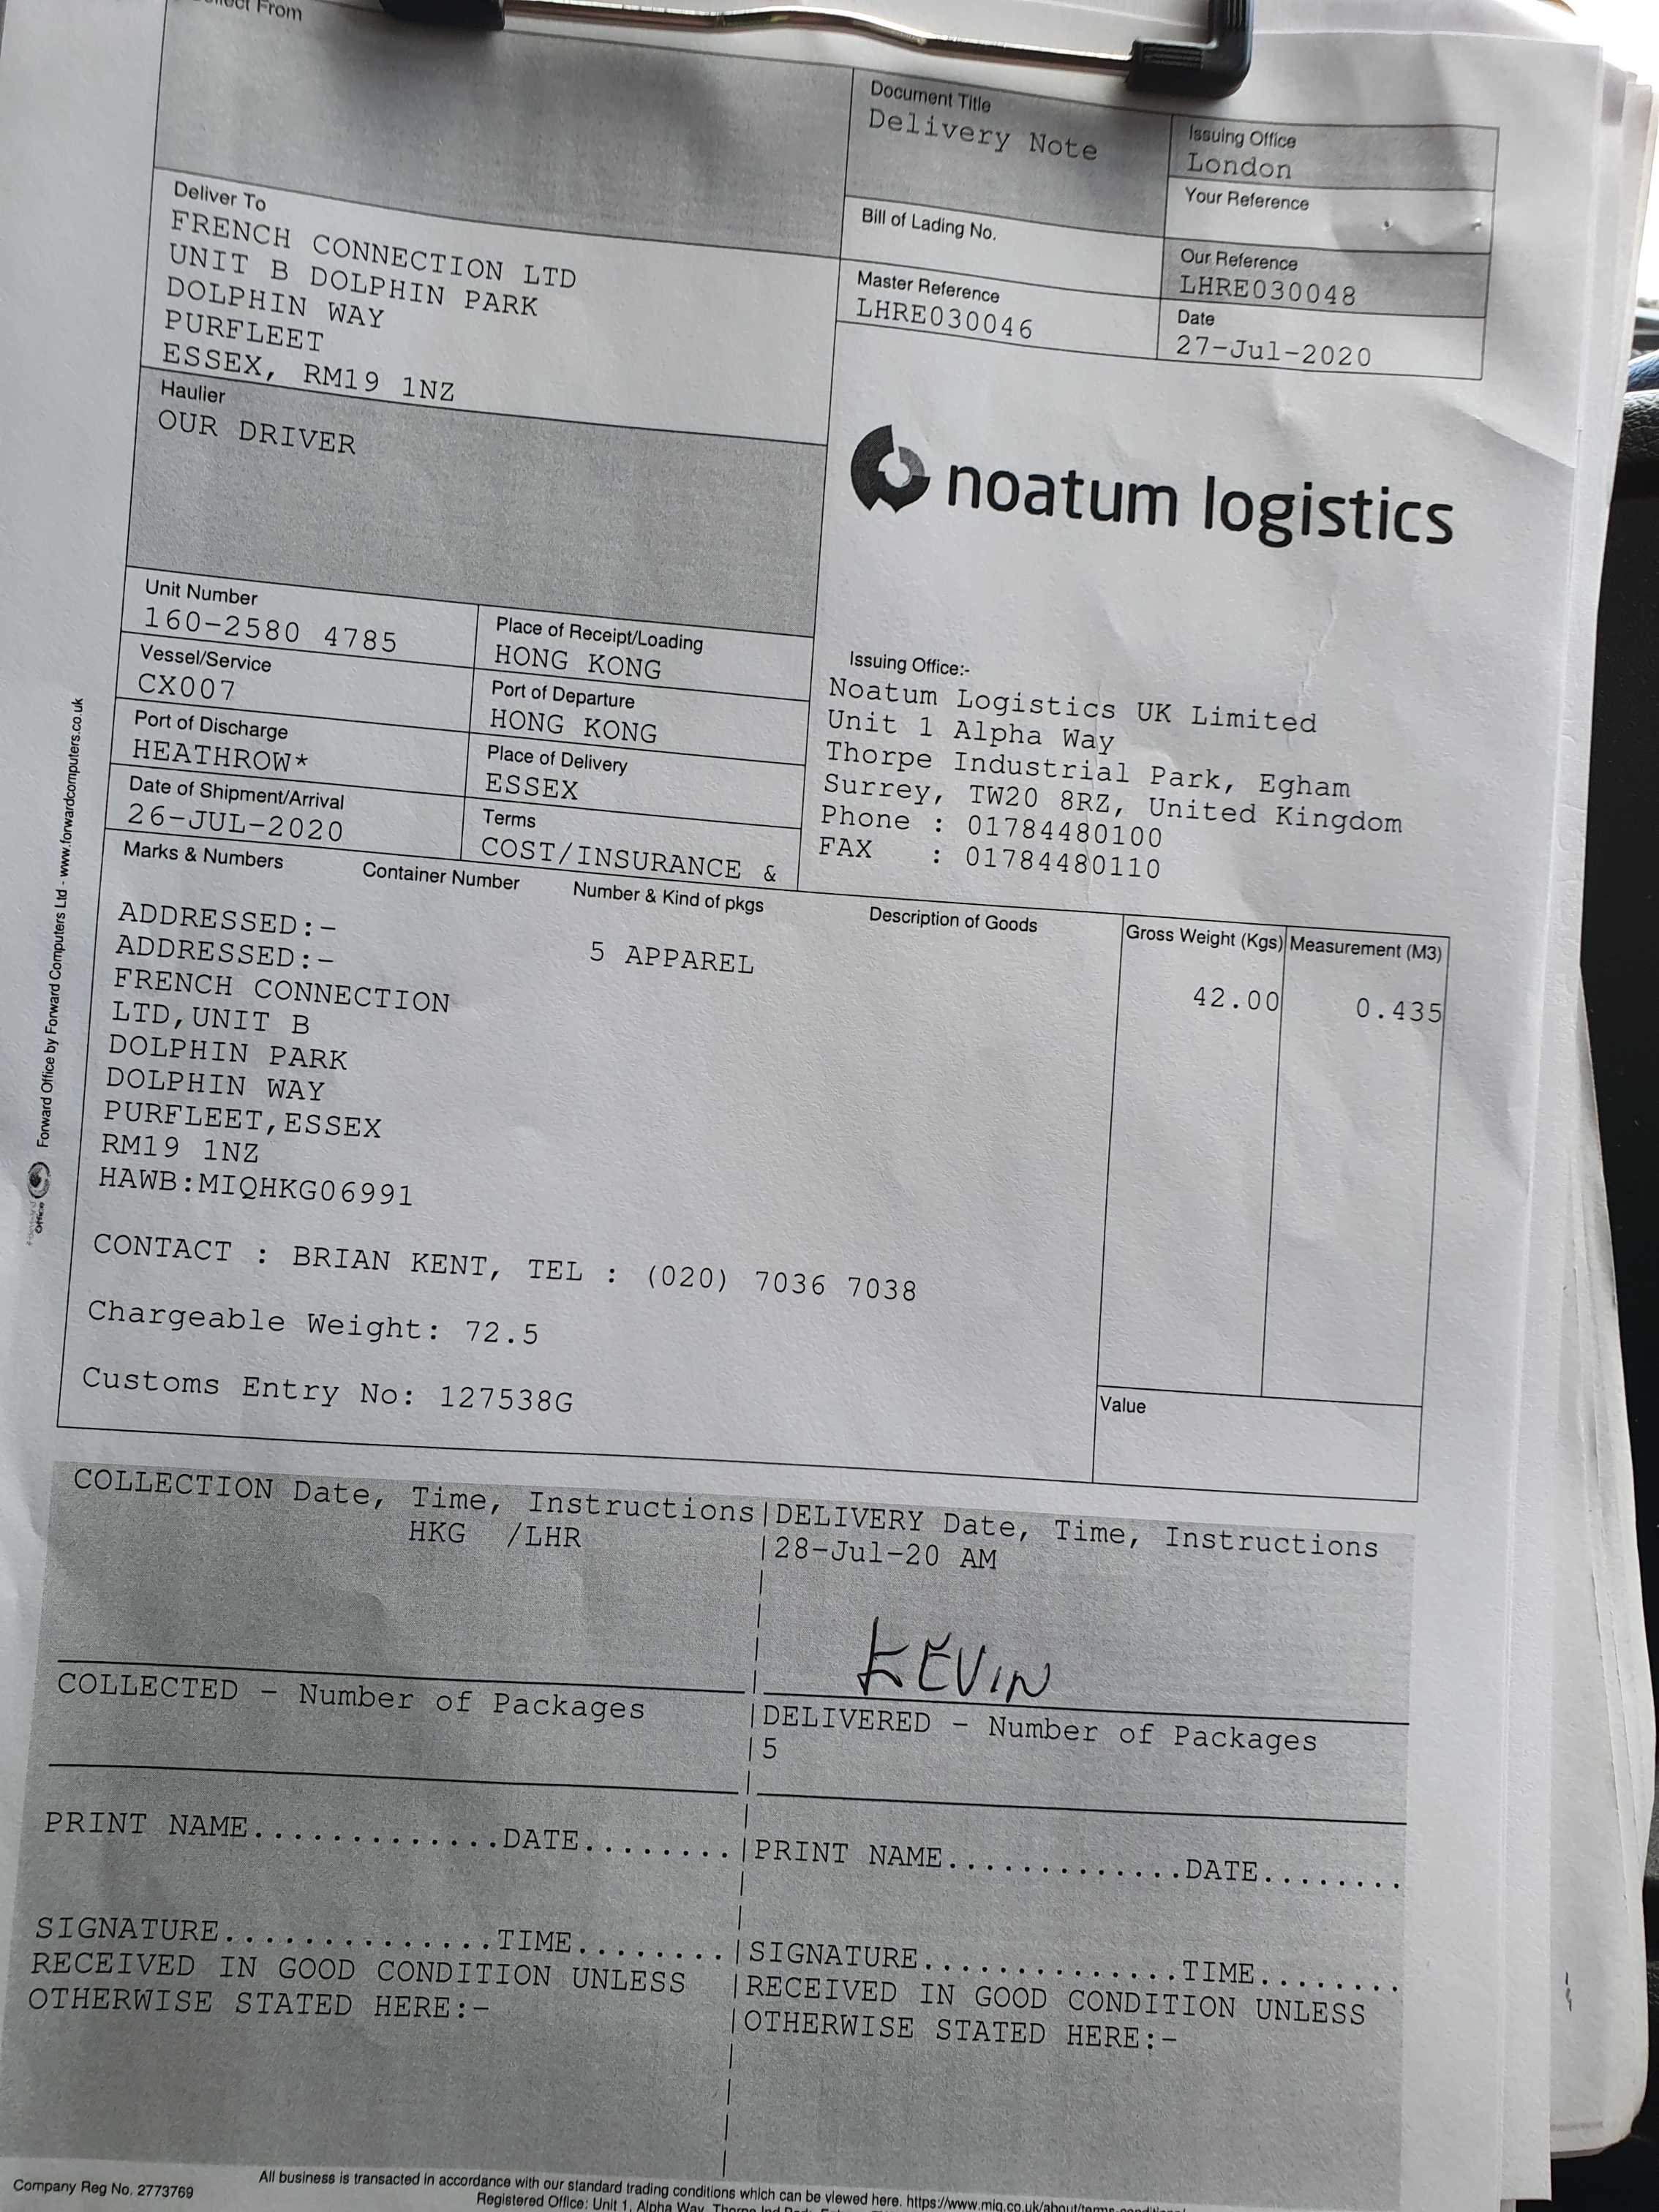 From
Document Title
Delivery Note
Issuing Office
London
Your Reference
Deliver To
FRENCH CONNECTION LTD
UNIT B DOLPHIN PARK
DOLPHIN WAY
PURFLEET
ESSEX, RM19 1NZ
Bill of Lading No.
Our Reference
LHRE030048
Master Reference
LHRE030046
Date
27-Jul-2020
Haulier
OUR DRIVER
noatum logistics
Unit Number
160-2580 4785
Place of Receipt/Loading
HONG KONG
Vessel/Service
CX007
Port of Departure
HONG KONG
Port of Discharge
HEATHROW*
Place of Delivery
ESSEX
Date of Shipment/Arrival
26-JUL-2020
Terms
COST/INSURANCE &
Issuing Office:-
Noatum Logistics UK Limited
Unit 1 Alpha Way
Thorpe Industrial Park, Egham
Surrey, TW20 8RZ, United Kingdom
Phone : 01784480100
FAX : 01784480110
Marks & Numbers Container Number Number & Kind of pkgs Description of Goods Gross Weight (Kgs) Measurement (M3)
ADDRESSED:-
ADDRESSED:- 5 APPAREL 42.00 0.435
FRENCH CONNECTION
LTD,UNIT B
DOLPHIN PARK
DOLPHIN WAY
PURFLEET,ESSEX
RM19 1NZ
HAWB:MIQHKG06991
CONTACT : BRIAN KENT, TEL : (020) 7036 7038
Chargeable Weight: 72.5
Customs Entry No: 127538G
Value
Forward Office by Forward Computers Ltd - www.forwardcomputers.co.uk
Office
COLLECTION Date, Time, Instructions|DELIVERY Date, Time, Instructions
HKG /LHR |28-Jul-20 AM
KEVIN
COLLECTED - Number of Packages |DELIVERED - Number of Packages
|5
PRINT NAME.............DATE........|PRINT NAME.............DATE........
SIGNATURE..............TIME........|SIGNATURE..............TIME........
RECEIVED IN GOOD CONDITION UNLESS |RECEIVED IN GOOD CONDITION UNLESS
OTHERWISE STATED HERE:- |OTHERWISE STATED HERE:-
Company Reg No. 2773769
All business is transacted in accordance with our standard trading conditions which can be viewed here. https://www.miq.co.uk/about/terms-conditi
Registered Office: Unit 1, Alpha Way, Thorpe Ind